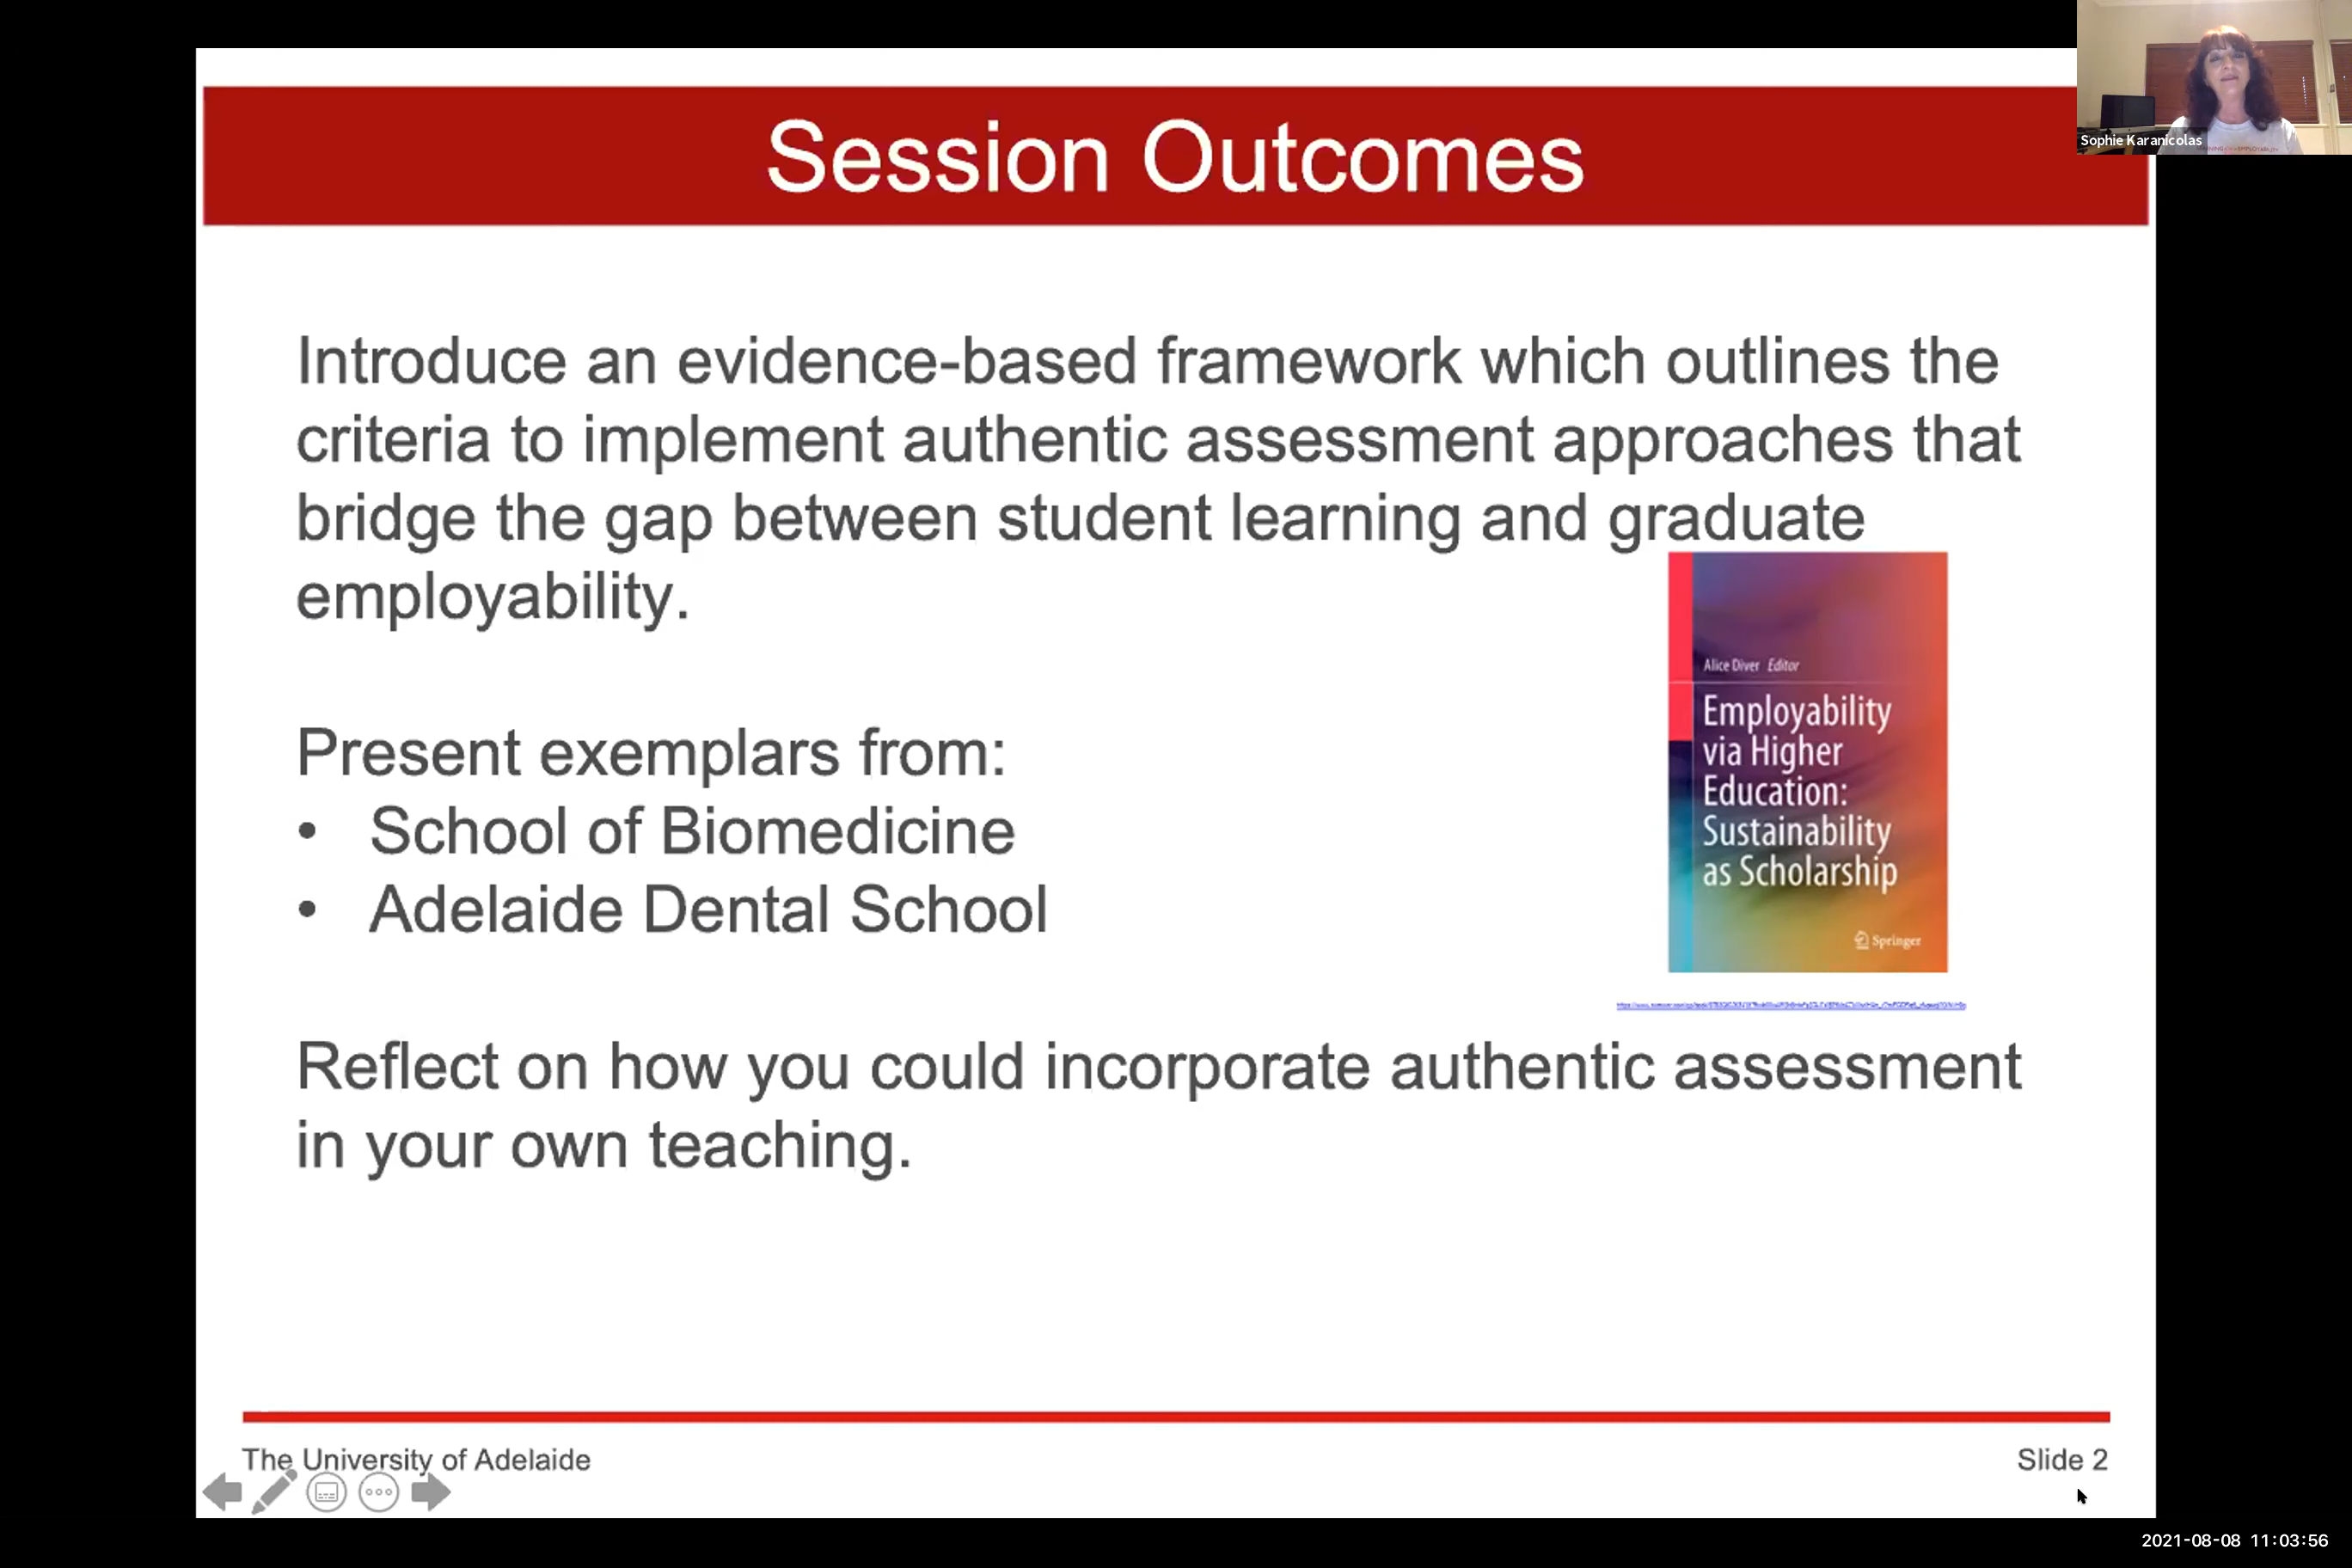 Session Outcomes
Sophie Karanicolas
Introduce an evidence-based framework which outlines the
criteria to implement authentic assessment approaches that
bridge the gap between student learning and graduate
employability.
Present exemplars from:
• School of Biomedicine
• Adelaide Dental School
Alice Diver Editor
Employability
via Higher
Education:
Sustainability
as Scholarship
Springer
Reflect on how you could incorporate authentic assessment
in your own teaching.
The University of Adelaide
Slide 2
2021-08-08 11:03:56